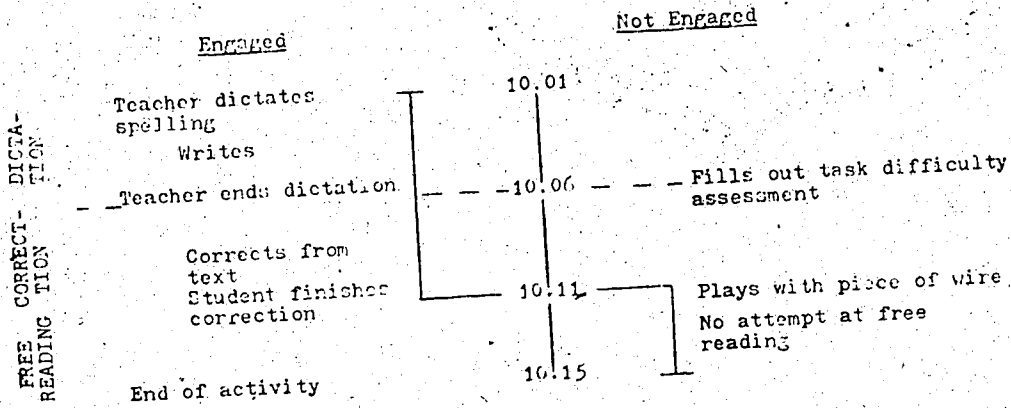 Engaged
Not Engaged
Teacher dictates
spelling
Writes
Teacher ends dictation
Corrects from
text
Student finishes
correction
End of activity
10.01
10.06
10.11
10.15
Fills out task difficulty
assessment
Plays with piece of wire
No attempt at free
reading
DICTA-
TION
CORRECT-
TION
FREE
READING